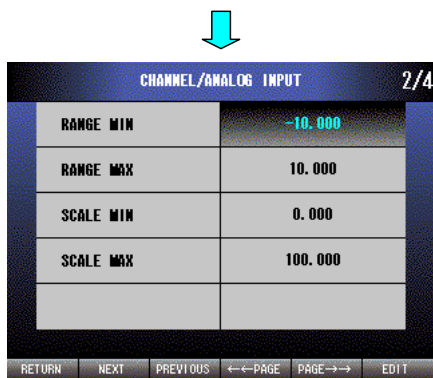 CHANNEL/ANALOG INPUT 2/4
RANGE MIN -10.000
RANGE MAX 10.000
SCALE MIN 0.000
SCALE MAX 100.000
RETURN NEXT PREVIOUS ←←PAGE PAGE→→ EDIT